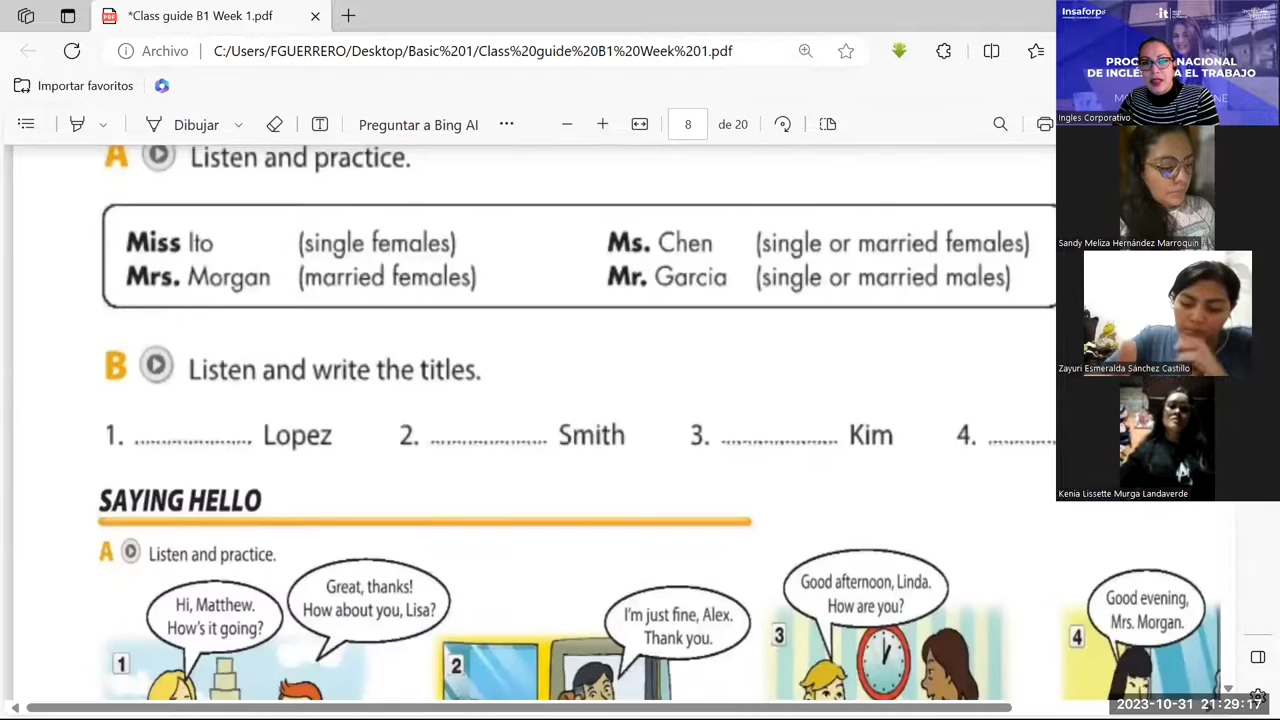 *Class guide B1 Week 1.pdf
Archivo
C:/Users/FGUERRERO/Desktop/Basic%201/Class%20guide%20B1%20Week%201.pdf
Importar favoritos
Dibujar
Preguntar a Bing AI
8 de 20
A Listen and practice.
Miss Ito (single females) Ms. Chen (single or married females)
Mrs. Morgan (married females) Mr. Garcia (single or married males)
B Listen and write the titles.
1. .................... Lopez 2. .................... Smith 3. .................... Kim 4. ............
SAYING HELLO
A Listen and practice.
Hi, Matthew.
How's it going?
Great, thanks!
How about you, Lisa?
I'm just fine, Alex.
Thank you.
Good afternoon, Linda.
How are you?
Good evening,
Mrs. Morgan.
1
2
3
4
Insaforp
PROC NACIONAL
DE INGLÉS A EL TRABAJO
Ingles Corporativo
Sandy Meliza Hernández Marroquín
Zayuri Esmeralda Sánchez Castillo
Kenia Lissette Murga Landaverde
2023-10-31 21:29:17